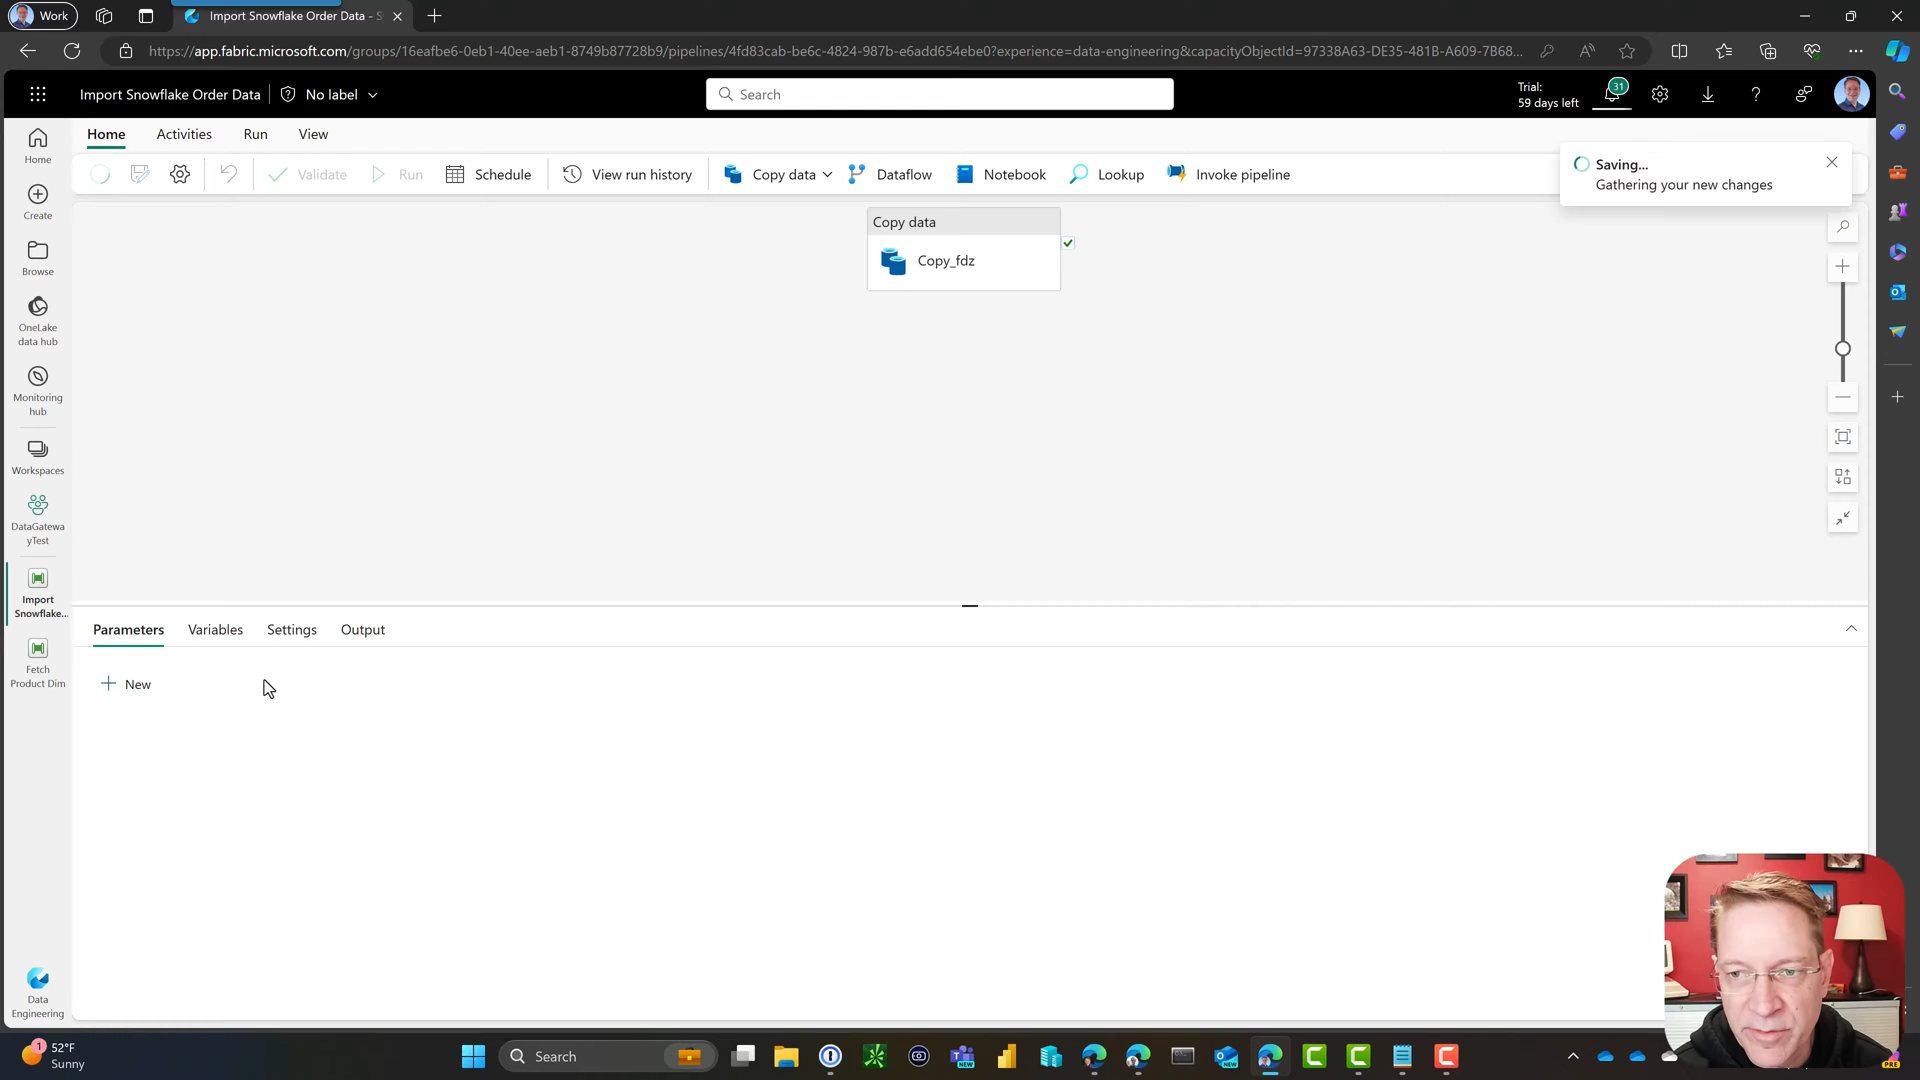 Work
Import Snowflake Order Data - S
https://app.fabric.microsoft.com/groups/16eafbe6-0eb1-40ee-aeb1-8749b87728b9/pipelines/4fd83cab-be6c-4824-987b-e6add654ebe0?experience=data-engineering&capacityObjectId=97338A63-DE35-481B-A609-7B68...
Import Snowflake Order Data
No label
Search
Trial:
59 days left
31
Home
Activities
Run
View
Validate
Run
Schedule
View run history
Copy data
Dataflow
Notebook
Lookup
Invoke pipeline
Saving...
Gathering your new changes
Home
Create
Browse
OneLake
data hub
Monitoring
hub
Workspaces
DataGatewa
yTest
Import
Snowflake...
Fetch
Product Dim
Data
Engineering
Copy data
Copy_fdz
Parameters
Variables
Settings
Output
New
1
52°F
Sunny
Search
NEW
NEW
PRE